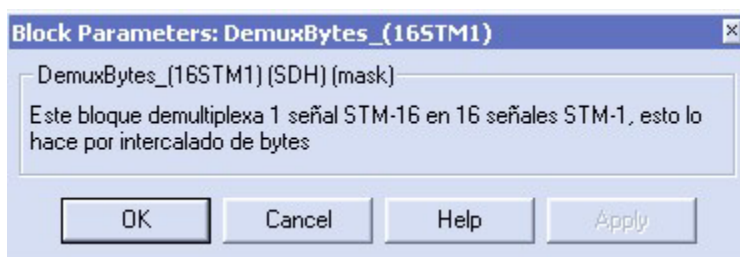 Block Parameters: DemuxBytes_(16STM1)
DemuxBytes_(16STM1) (SDH) (mask)
Este bloque demultiplexa 1 señal STM-16 en 16 señales STM-1, esto lo
hace por intercalado de bytes
OK Cancel Help Apply